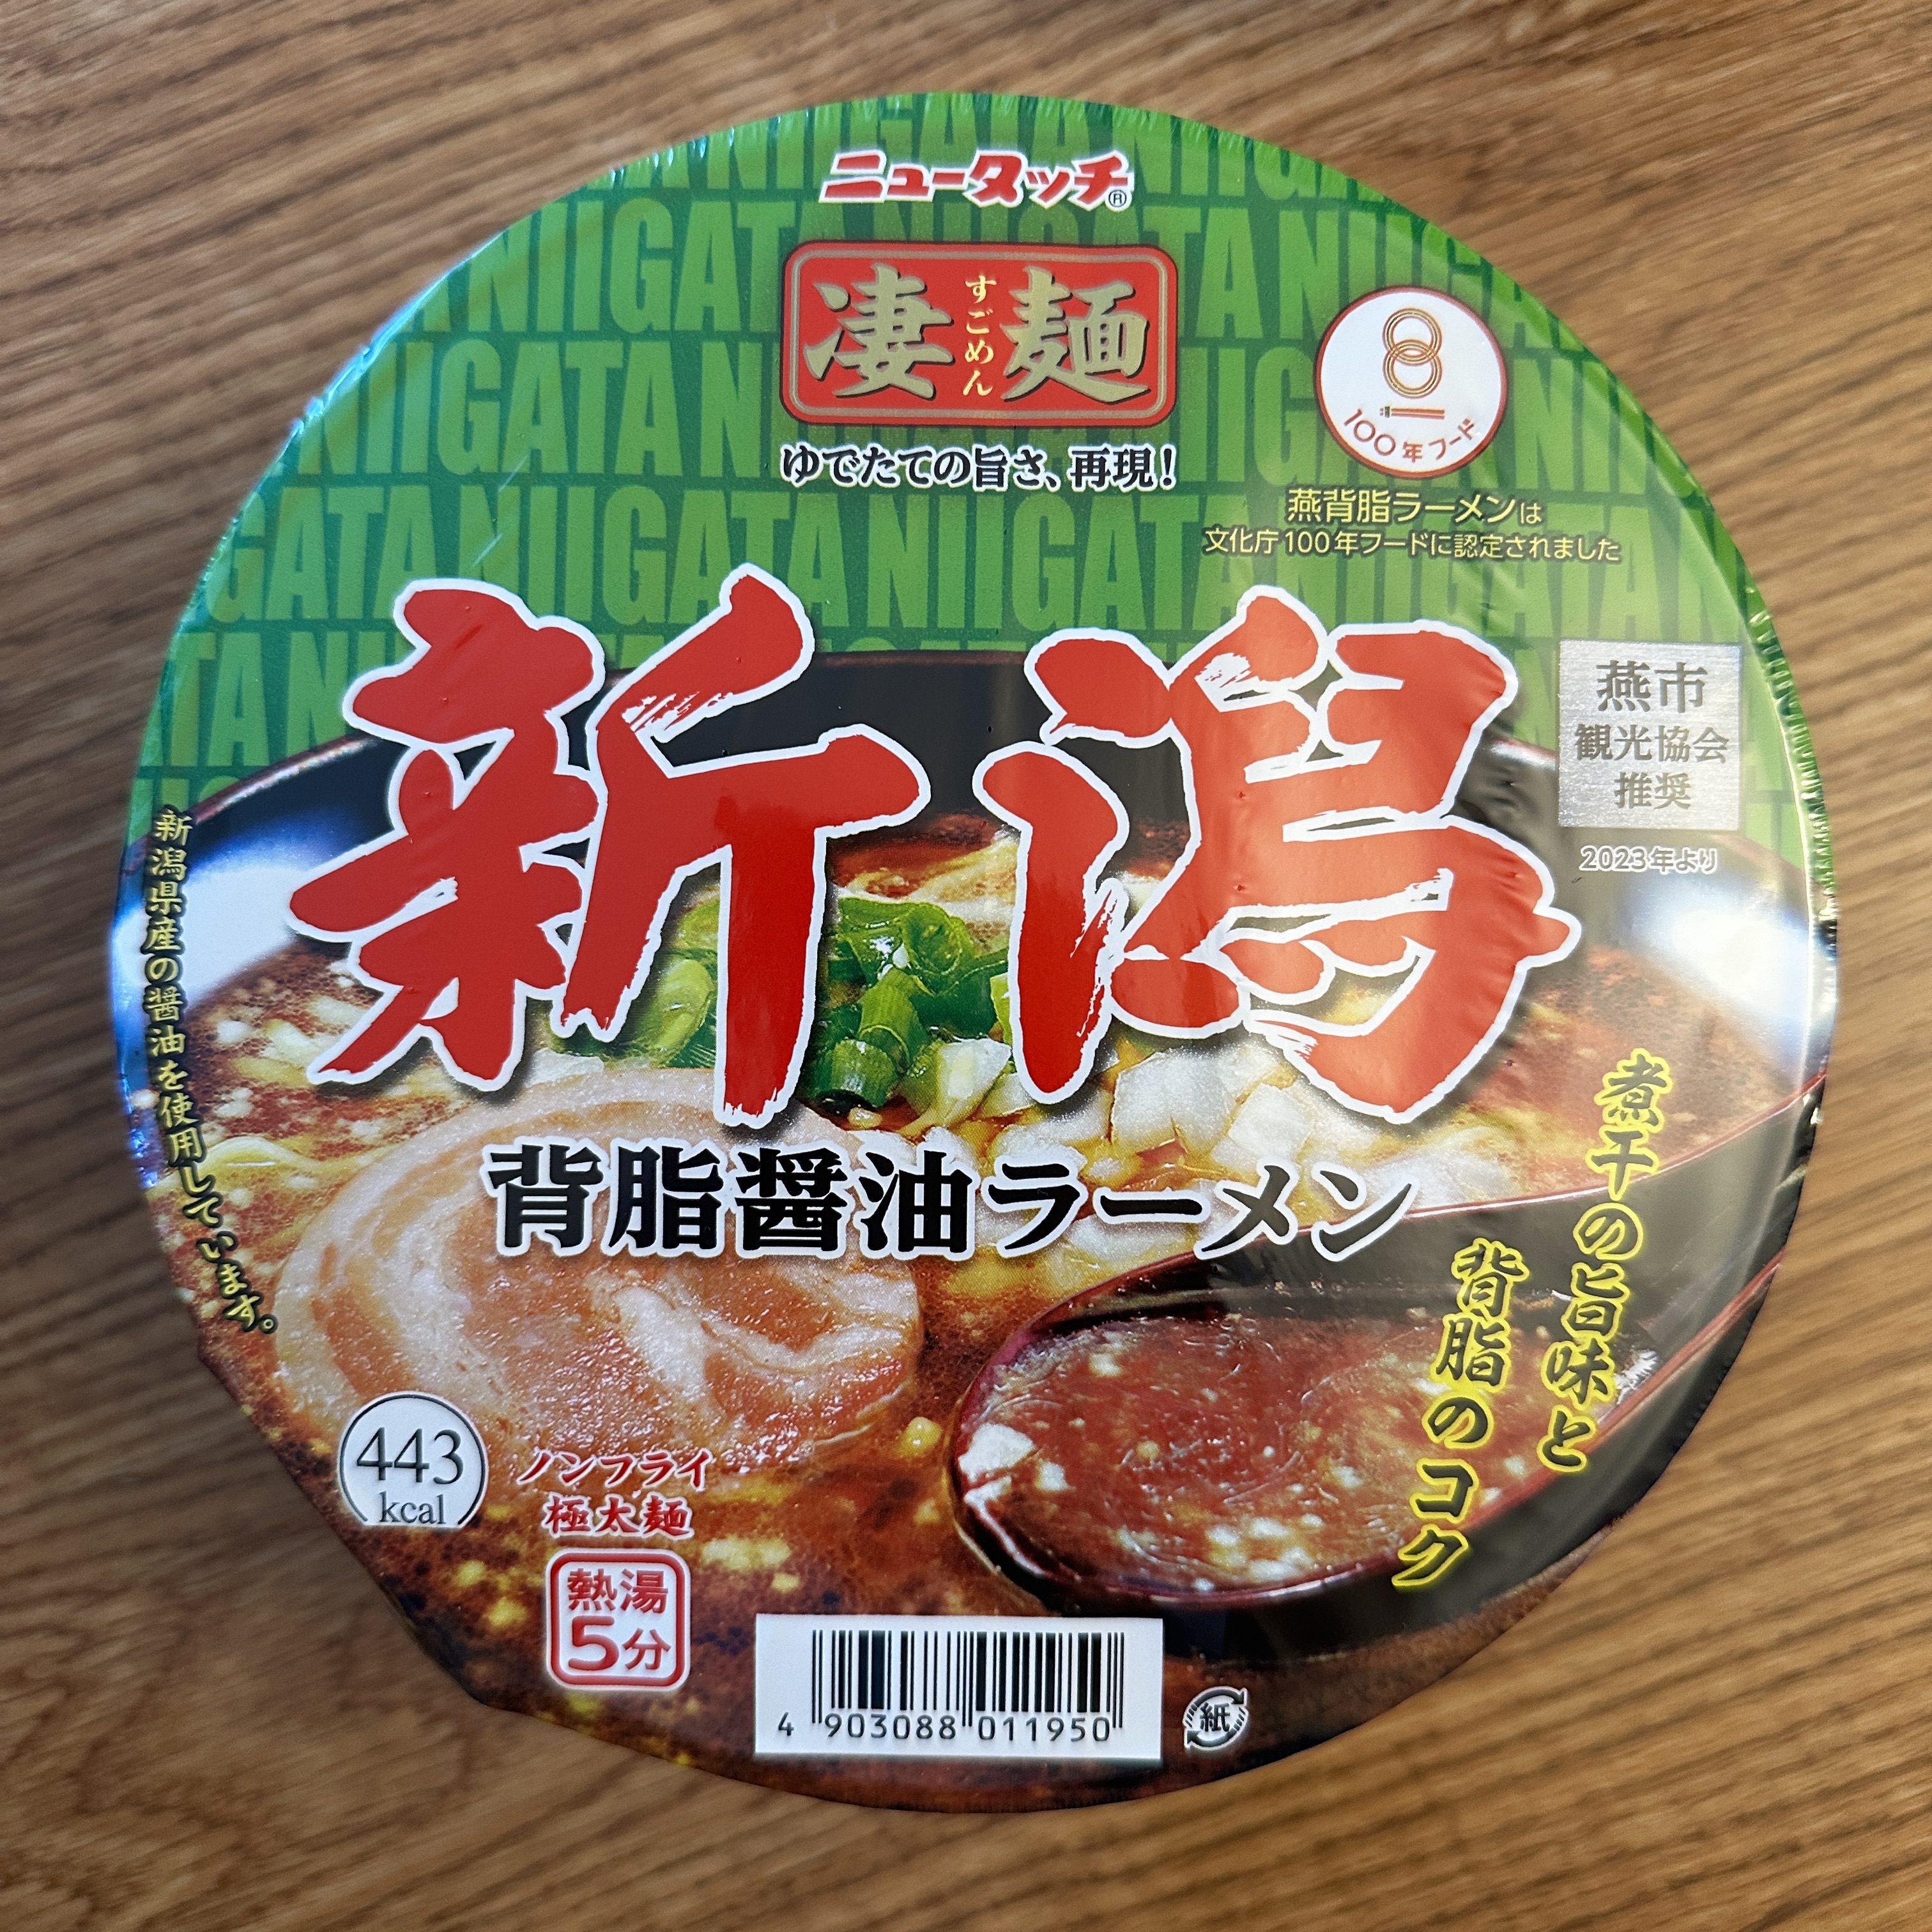 ニュータッチ®
凄麺
すごめん
ゆでたての旨さ、再現!
100年フード
燕背脂ラーメンは
文化庁100年フードに認定されました
NIIGATA NIIGATA NIIGATA
新潟
燕市
観光協会
推奨
2023年より
新潟県産の醤油を使用しています。
背脂醤油ラーメン
煮干の旨味と
背脂のコク
443
kcal
ノンフライ
極太麺
熱湯
5分
4 903088 011950
紙